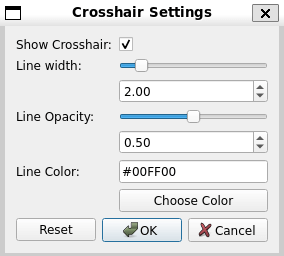 Crosshair Settings
Show Crosshair:
Line width:
2.00
Line Opacity:
0.50
Line Color: #00FF00
Choose Color
Reset OK Cancel